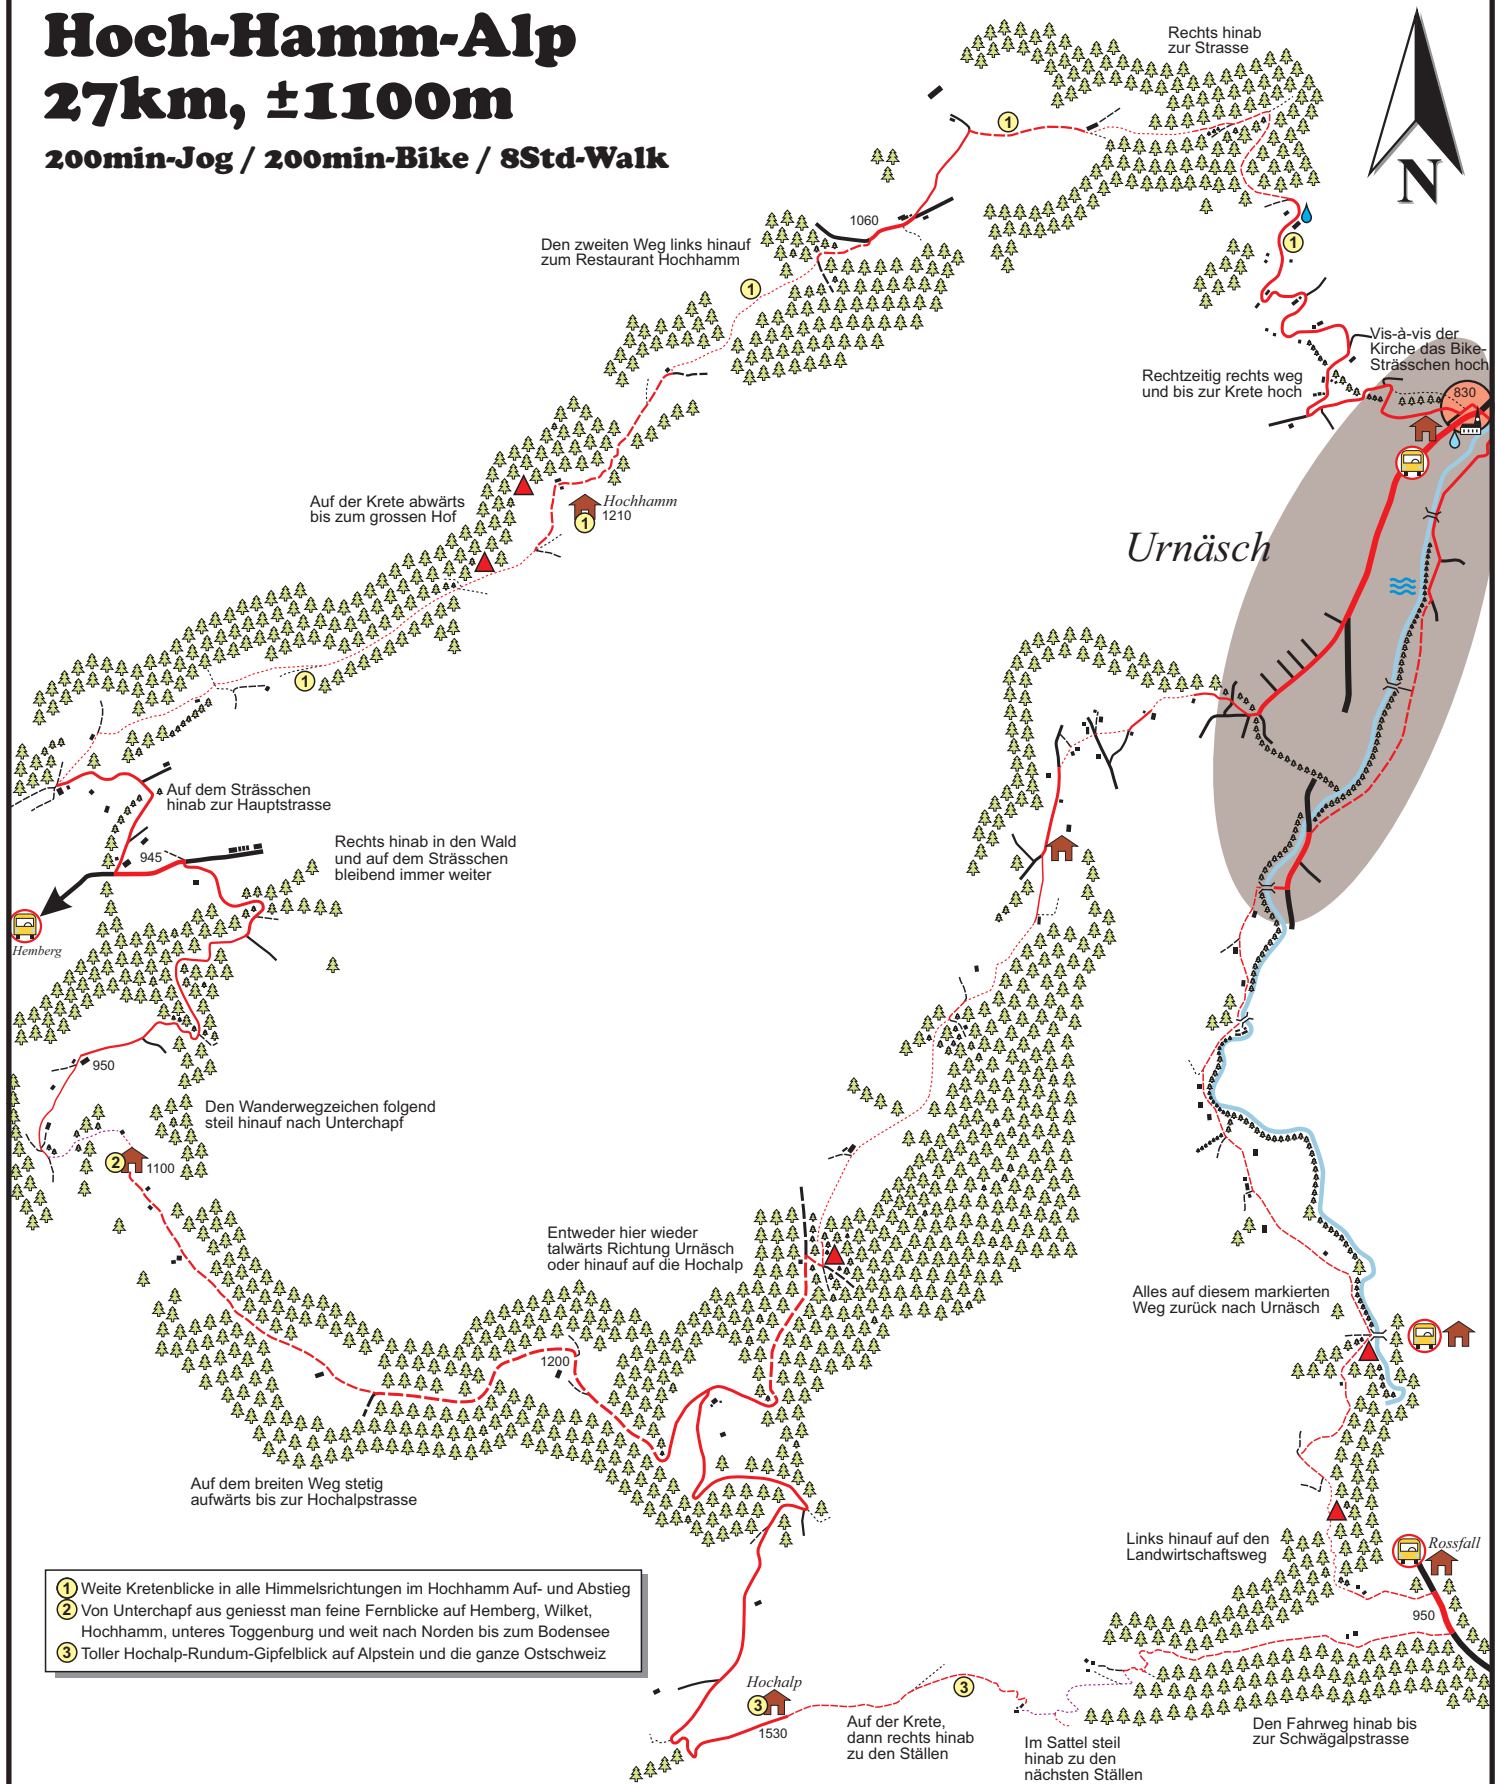 Hoch-Hamm-Alp
27km, ±1100m
200min-Jog / 200min-Bike / 8Std-Walk
Rechts hinab
zur Strasse
N
1
1060
Den zweiten Weg links hinauf
zum Restaurant Hochhamm
1
1
Vis-à-vis der
Kirche das Bike-
Strässchen hoch
Rechtzeitig rechts weg
und bis zur Krete hoch
830
Auf der Krete abwärts
bis zum grossen Hof
Hochhamm
1210
1
Urnäsch
1
Auf dem Strässchen
hinab zur Hauptstrasse
945
Rechts hinab in den Wald
und auf dem Strässchen
bleibend immer weiter
Hemberg
950
Den Wanderwegzeichen folgend
steil hinauf nach Unterchapf
2
1100
Entweder hier wieder
talwärts Richtung Urnäsch
oder hinauf auf die Hochalp
Alles auf diesem markierten
Weg zurück nach Urnäsch
1200
Auf dem breiten Weg stetig
aufwärts bis zur Hochalpstrasse
Links hinauf auf den
Landwirtschaftsweg
Rossfall
950
1 Weite Kretenblicke in alle Himmelsrichtungen im Hochhamm Auf- und Abstieg
2 Von Unterchapf aus geniesst man feine Fernblicke auf Hemberg, Wilket,
Hochhamm, unteres Toggenburg und weit nach Norden bis zum Bodensee
3 Toller Hochalp-Rundum-Gipfelblick auf Alpstein und die ganze Ostschweiz
Hochalp
3
1530
3
Auf der Krete,
dann rechts hinab
zu den Ställen
Im Sattel steil
hinab zu den
nächsten Ställen
Den Fahrweg hinab bis
zur Schwägalpstrasse